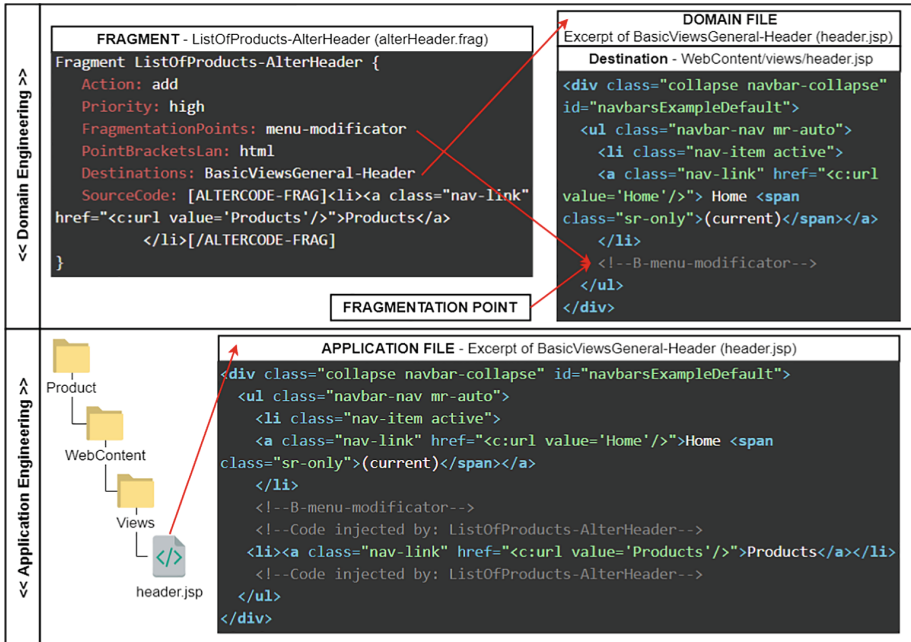 << Domain Engineering >>
FRAGMENT - ListOfProducts-AlterHeader (alterHeader.frag)
Fragment ListOfProducts-AlterHeader {
Action: add
Priority: high
FragmentationPoints: menu-modificator
PointBracketsLan: html
Destinations: BasicViewsGeneral-Header
SourceCode: [ALTERCODE-FRAG]<li><a class="nav-link"
href="<c:url value='Products'/>">Products</a>
</li>[/ALTERCODE-FRAG]
}
FRAGMENTATION POINT
DOMAIN FILE
Excerpt of BasicViewsGeneral-Header (header.jsp)
Destination - WebContent/views/header.jsp
<div class="collapse navbar-collapse"
id="navbarsExampleDefault">
<ul class="navbar-nav mr-auto">
<li class="nav-item active">
<a class="nav-link" href="<c:url
value='Home'/>"> Home <span
class="sr-only">(current)</span></a>
</li>
<!--B-menu-modificator-->
</ul>
</div>
<< Application Engineering >>
Product
WebContent
Views
header.jsp
APPLICATION FILE - Excerpt of BasicViewsGeneral-Header (header.jsp)
<div class="collapse navbar-collapse" id="navbarsExampleDefault">
<ul class="navbar-nav mr-auto">
<li class="nav-item active">
<a class="nav-link" href="<c:url value='Home'/>">Home <span
class="sr-only">(current)</span></a>
</li>
<!--B-menu-modificator-->
<!--Code injected by: ListOfProducts-AlterHeader-->
<li><a class="nav-link" href="<c:url value='Products'/>">Products</a></li>
<!--Code injected by: ListOfProducts-AlterHeader-->
</ul>
</div>